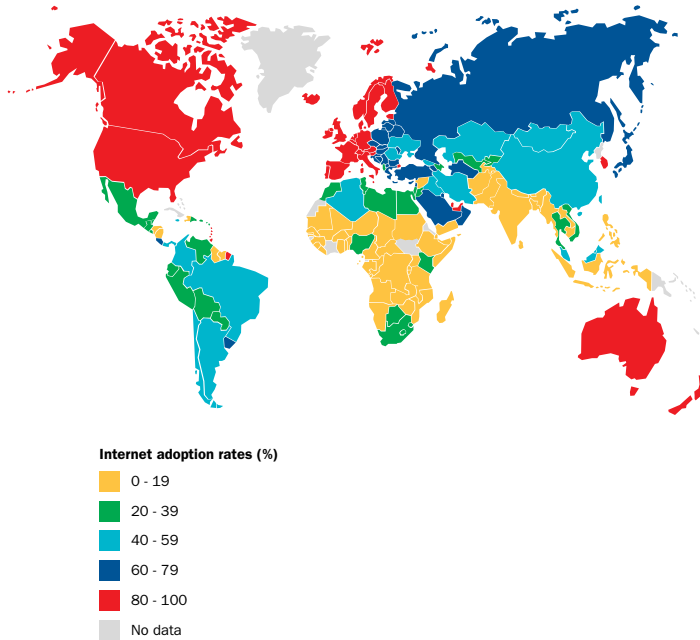 Internet adoption rates (%)
0 - 19
20 - 39
40 - 59
60 - 79
80 - 100
No data